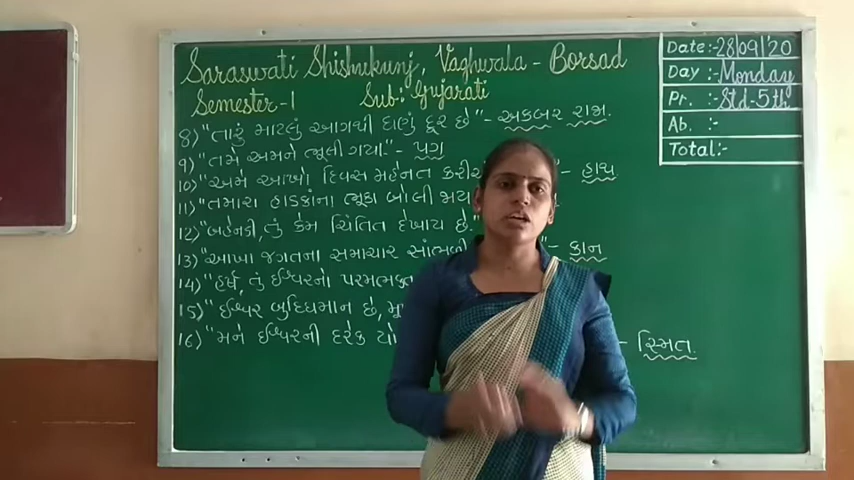 Saraswati Shishukunj, Vaghwala - Borsad
Semester-1 Sub:- Gujarati
Date:- 28/09/'20
Day :- Monday
Pr. :- Std-5th
Ab. :-
Total :-
8) "તારું માટલું આગથી દાણું દૂર છે" - અકબર રામ.
9) "તમે અમને ભૂલી ગયા." - પગ
10) "અમે આખો દિવસ મહેનત કરી - હાથ
11) "તમારા હાડકાંના ભૂકા બોલી
12) "બહેનકી, તું કેમ ચિંતિત દેખાય છે."
13) "આખા જગતના સમાચાર સાંભળી - કાન
14) "હર્ષ, તું ઈશ્વરનો
15) "ઈશ્વર બુદ્ધિમાન છે,
16) "મને ઈશ્વરની દરેક - સ્મિત